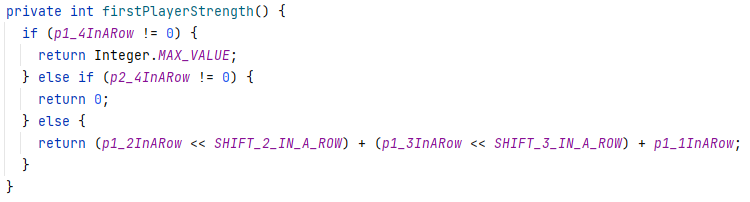 private int firstPlayerStrength() {
  if (p1_4InARow != 0) {
    return Integer.MAX_VALUE;
  } else if (p2_4InARow != 0) {
    return 0;
  } else {
    return (p1_2InARow << SHIFT_2_IN_A_ROW) + (p1_3InARow << SHIFT_3_IN_A_ROW) + p1_1InARow;
  }
}